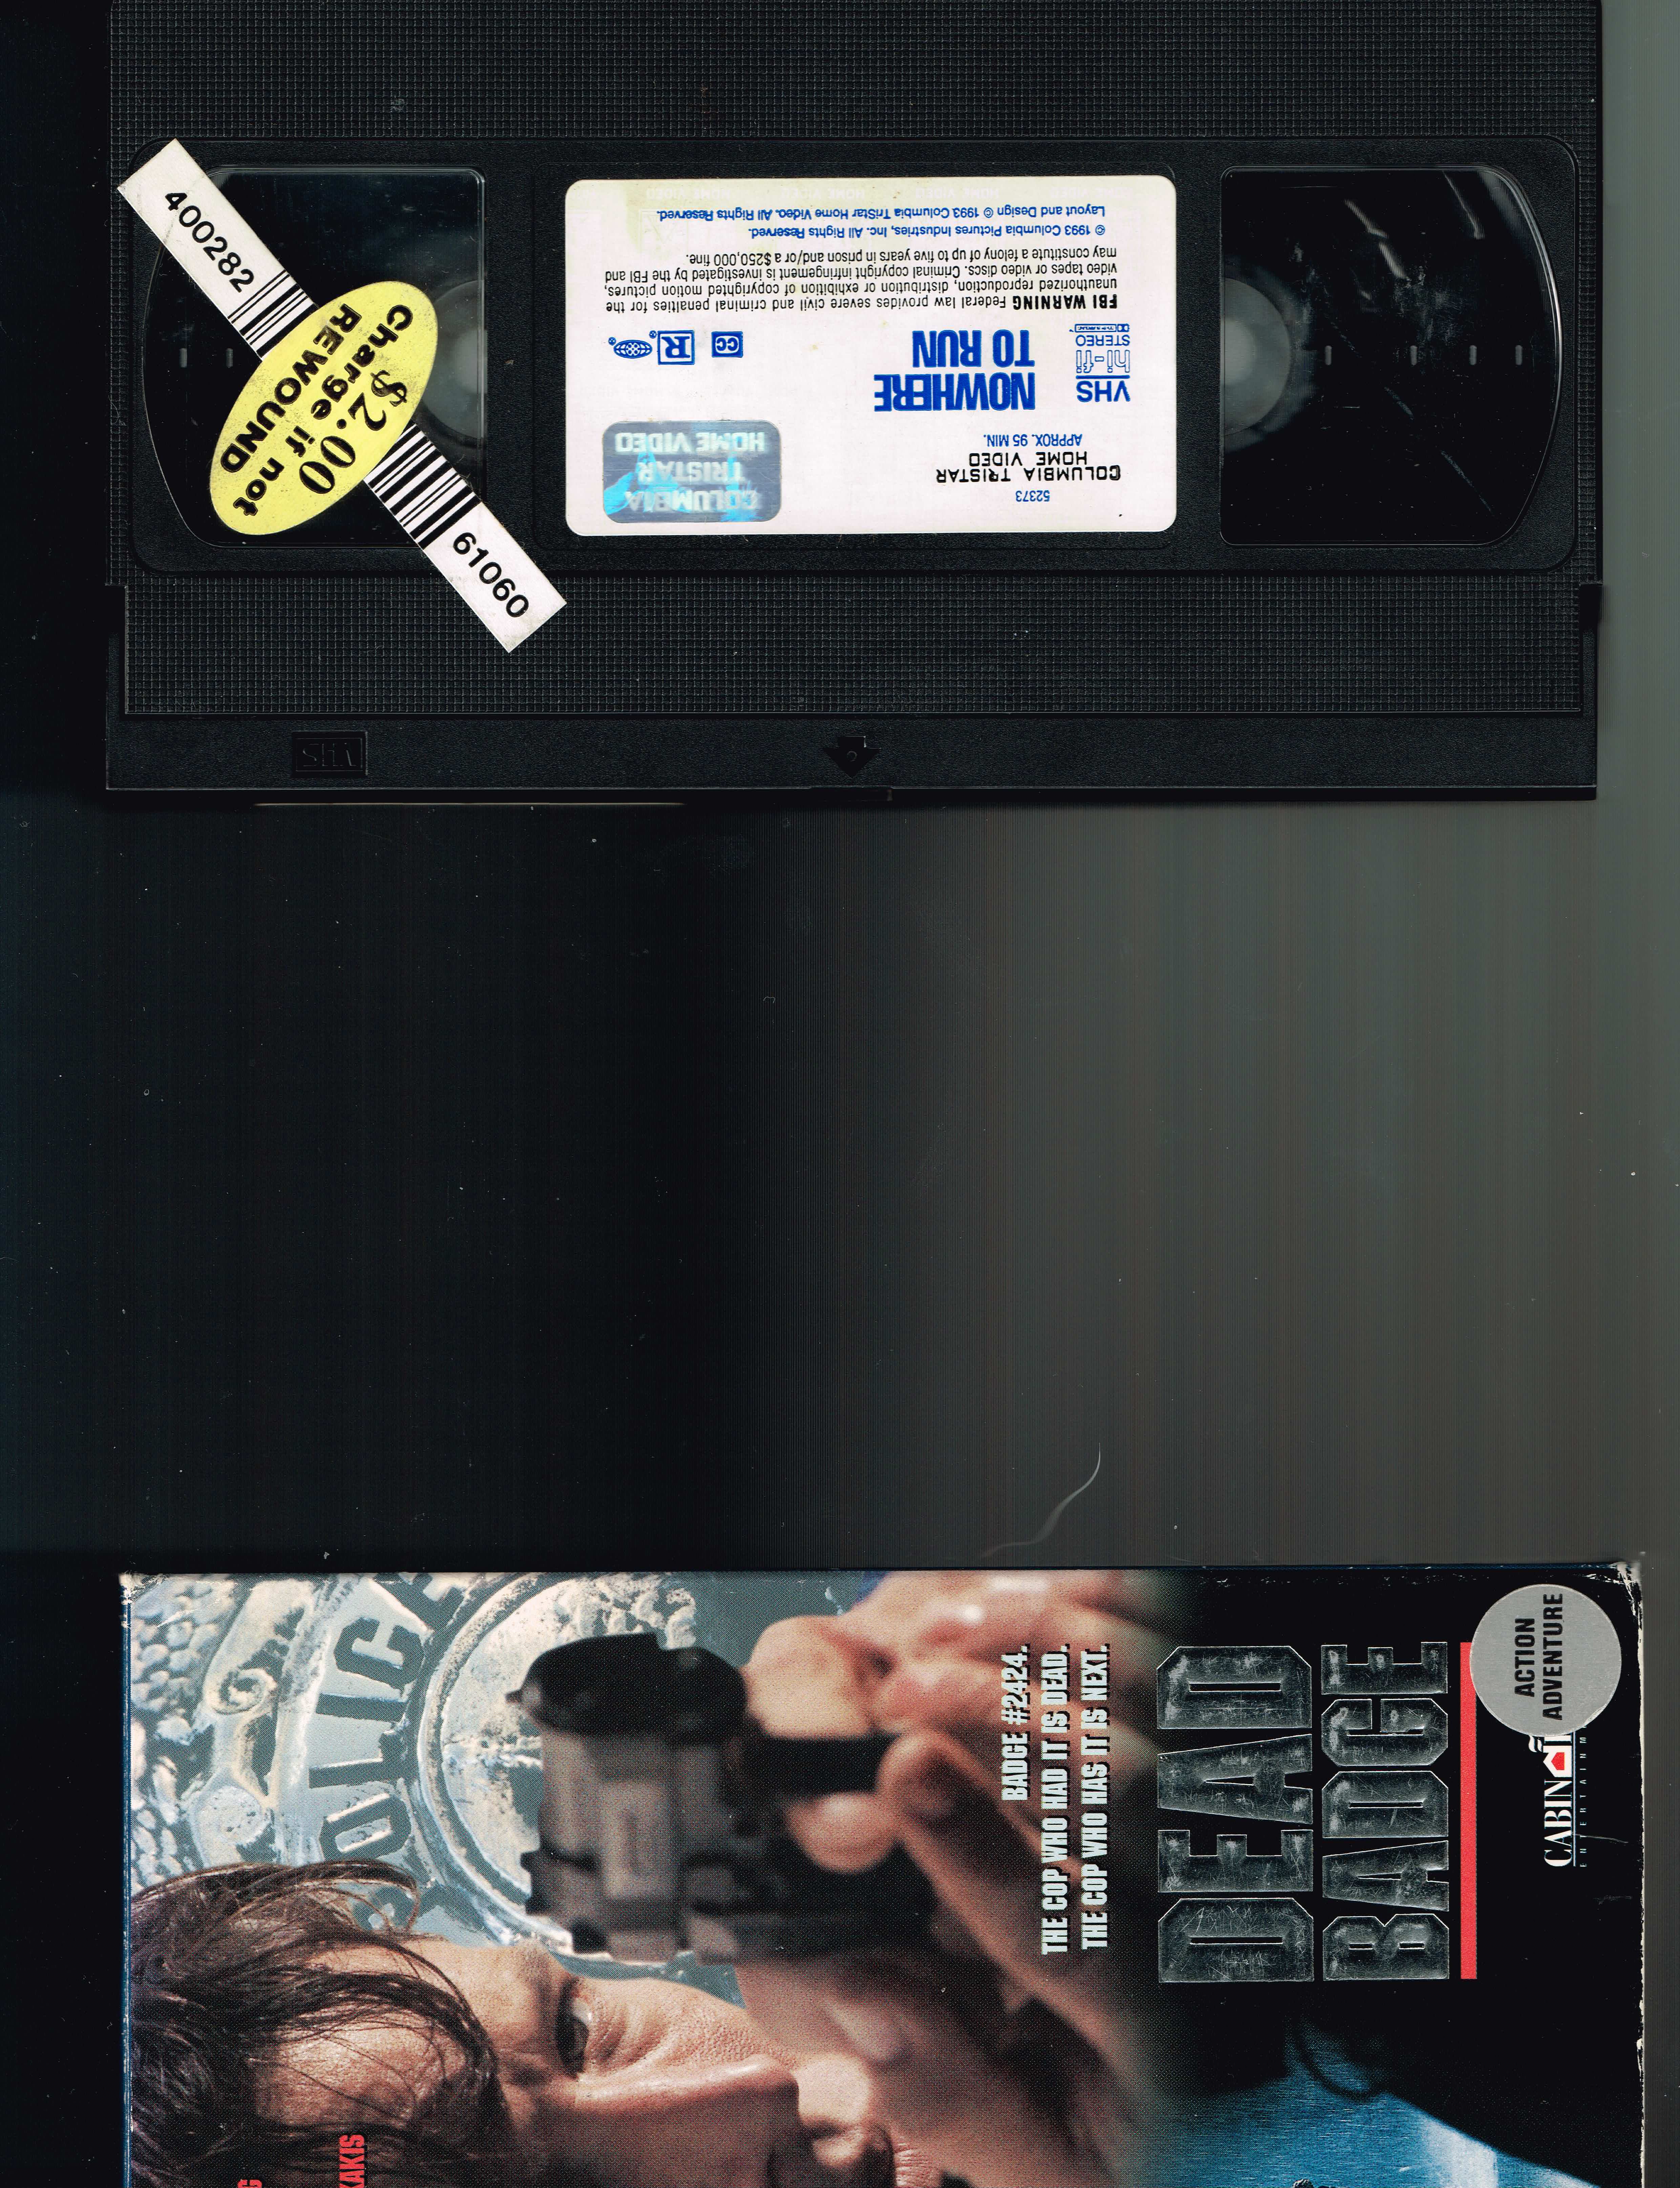 400282
61060
$2.00
Charge if not
REWOUND
52373
COLUMBIA TRISTAR
HOME VIDEO
APPROX. 95 MIN.
COLUMBIA
TRISTAR
HOME VIDEO
VHS
hi-fi
STEREO
NOWHERE
TO RUN
CC
R
FBI WARNING Federal law provides severe civil and criminal penalties for the
unauthorized reproduction, distribution or exhibition of copyrighted motion pictures,
video tapes or video discs. Criminal copyright infringement is investigated by the FBI and
may constitute a felony of up to five years in prison and/or a $250,000 fine.
© 1993 Columbia Pictures Industries, Inc. All Rights Reserved.
Layout and Design © 1993 Columbia TriStar Home Video. All Rights Reserved.
VHS
POLICE
BADGE #2424.
THE COP WHO HAD IT IS DEAD.
THE COP WHO HAS IT IS NEXT.
DEAD
BADGE
ACTION
ADVENTURE
CABIN
ENTERTAINM
KAKIS
G